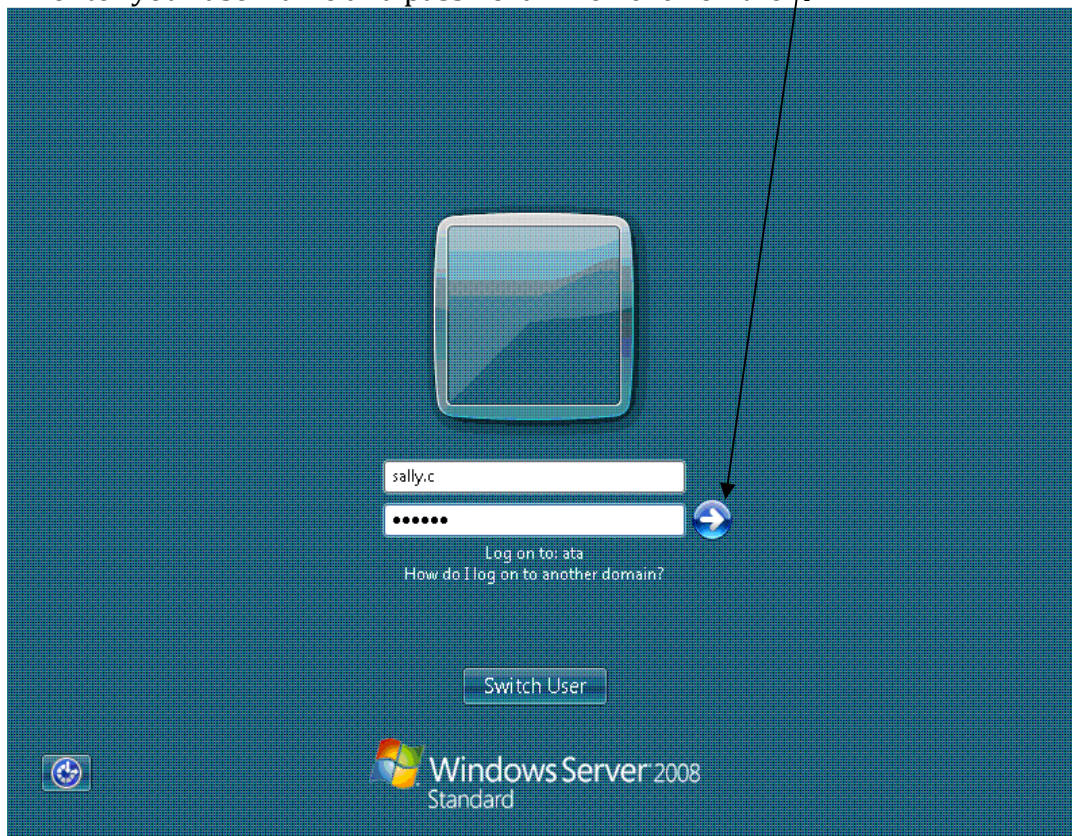 sally.c
••••••
Log on to: ata
How do I log on to another domain?
Switch User
Windows Server 2008
Standard